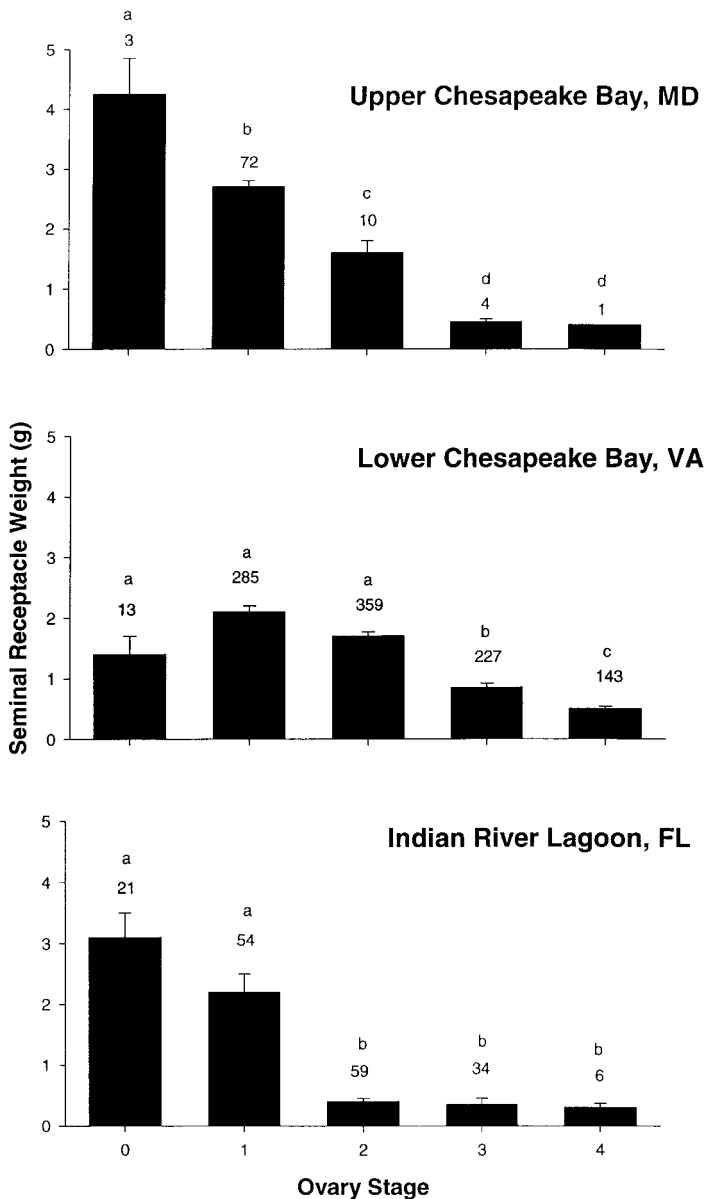 a
3
5
Upper Chesapeake Bay, MD
4
b
72
3
c
10
2
d
d
4
1
1
0
5
Lower Chesapeake Bay, VA
4
a
a
a
3
285
359
13
b
227
c
143
2
1
0
Seminal Receptacle Weight (g)
5
Indian River Lagoon, FL
a
21
4
a
54
3
2
b
b
b
59
34
6
1
0
0 1 2 3 4
Ovary Stage